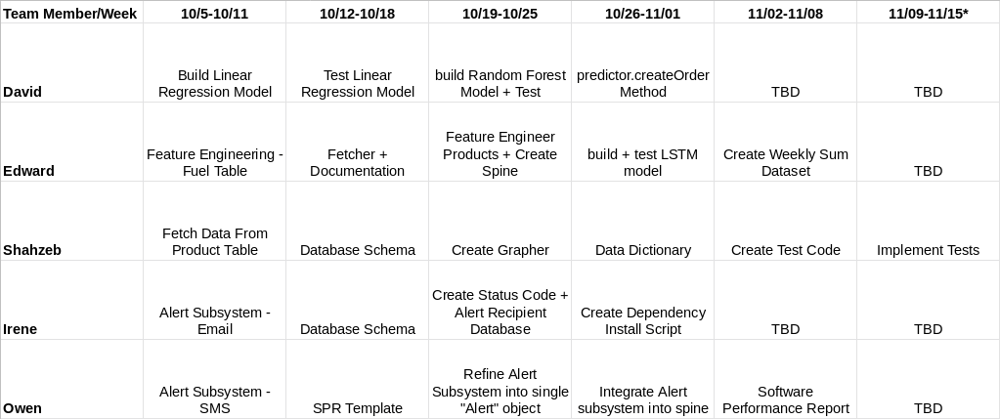 Team Member/Week 10/5-10/11 10/12-10/18 10/19-10/25 10/26-11/01 11/02-11/08 11/09-11/15*
David
Build Linear
Regression Model
Test Linear
Regression Model
build Random Forest
Model + Test
predictor.createOrder
Method
TBD
TBD
Edward
Feature Engineering -
Fuel Table
Fetcher +
Documentation
Feature Engineer
Products + Create
Spine
build + test LSTM
model
Create Weekly Sum
Dataset
TBD
Shahzeb
Fetch Data From
Product Table
Database Schema
Create Grapher
Data Dictionary
Create Test Code
Implement Tests
Irene
Alert Subsystem -
Email
Database Schema
Create Status Code +
Alert Recipient
Database
Create Dependency
Install Script
TBD
TBD
Owen
Alert Subsystem -
SMS
SPR Template
Refine Alert
Subsystem into single
"Alert" object
Integrate Alert
subsystem into spine
Software
Performance Report
TBD